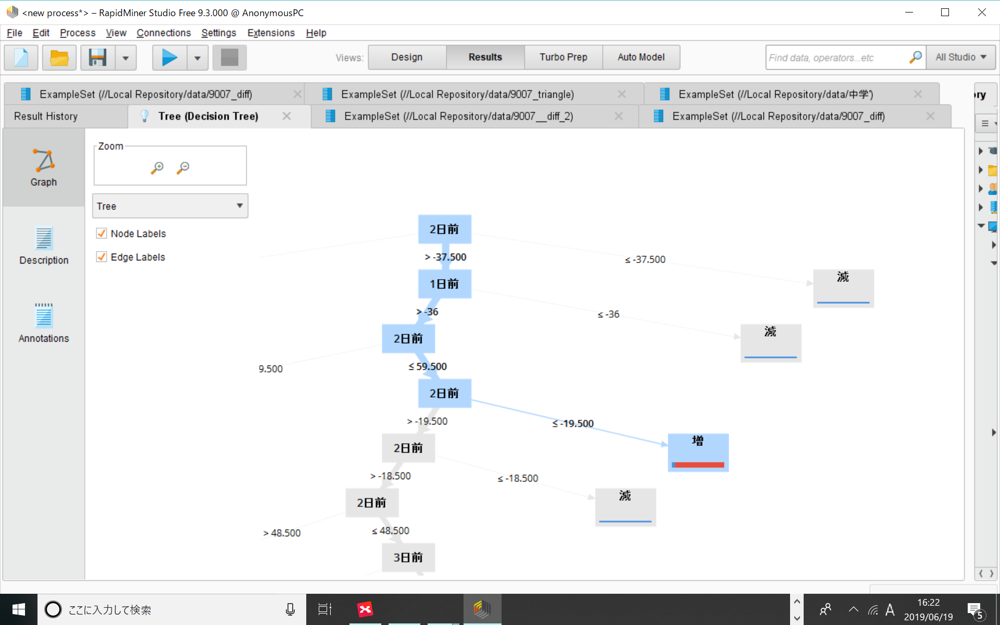 <new process*> – RapidMiner Studio Free 9.3.000 @ AnonymousPC
File Edit Process View Connections Settings Extensions Help
Views: Design Results Turbo Prep Auto Model Find data, operators...etc All Studio
ExampleSet (//Local Repository/data/9007_diff) ExampleSet (//Local Repository/data/9007_triangle) ExampleSet (//Local Repository/data/中学') ory
Result History Tree (Decision Tree) ExampleSet (//Local Repository/data/9007__diff_2) ExampleSet (//Local Repository/data/9007_diff)
Graph
Description
Annotations
Zoom
Tree
Node Labels
Edge Labels
2日前
> -37.500 ≤ -37.500
減
1日前
> -36 ≤ -36
減
2日前
9.500 ≤ 59.500
2日前
> -19.500 ≤ -19.500
増
2日前
> -18.500 ≤ -18.500
減
2日前
> 48.500 ≤ 48.500
3日前
ここに入力して検索
A 16:22
2019/06/19
5